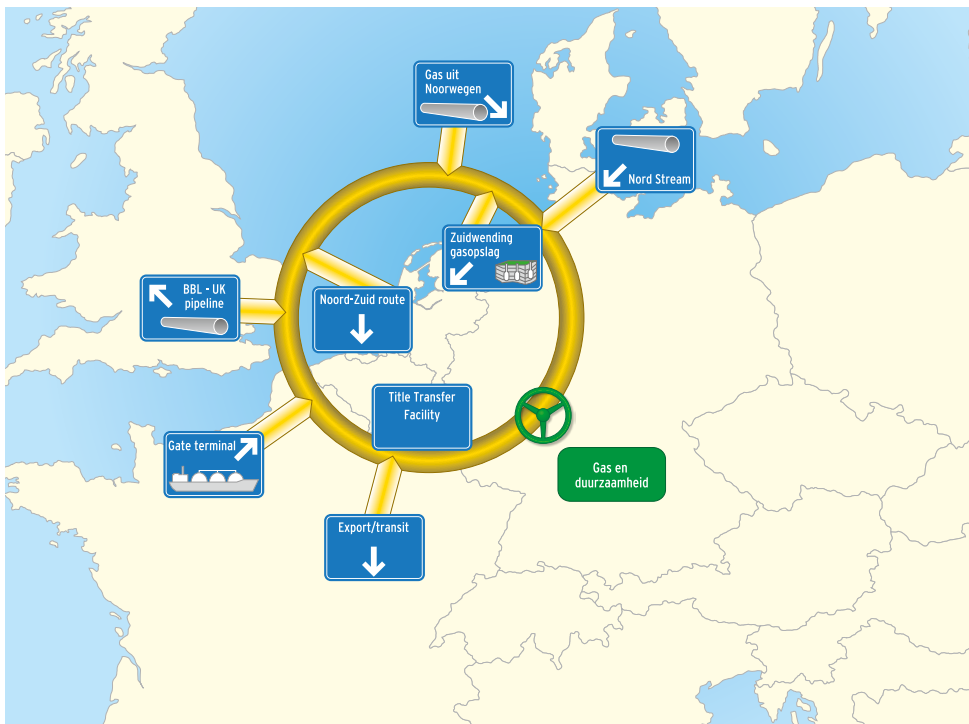 Gas uit
Noorwegen
Nord Stream
Zuidwending
gasopslag
BBL - UK
pipeline
Noord-Zuid route
Title Transfer
Facility
Gate terminal
Gas en
duurzaamheid
Export/transit